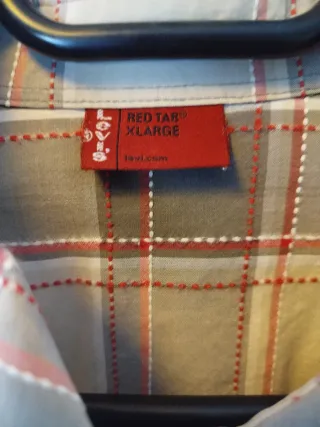 LEVI'S
RED TAB®
XLARGE
levi.com